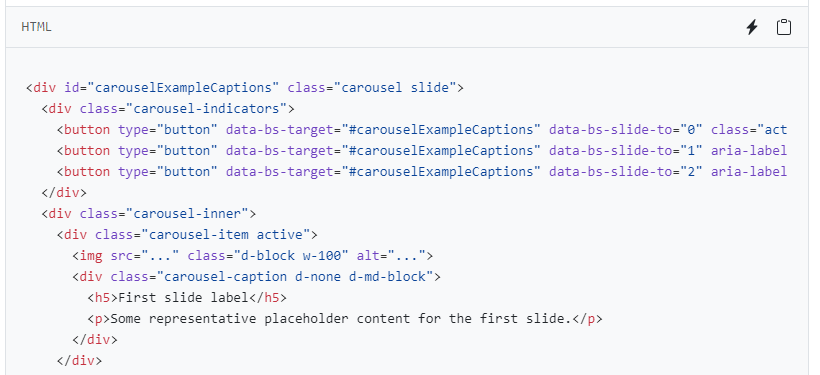 HTML
<div id="carouselExampleCaptions" class="carousel slide">
  <div class="carousel-indicators">
    <button type="button" data-bs-target="#carouselExampleCaptions" data-bs-slide-to="0" class="act
    <button type="button" data-bs-target="#carouselExampleCaptions" data-bs-slide-to="1" aria-label
    <button type="button" data-bs-target="#carouselExampleCaptions" data-bs-slide-to="2" aria-label
  </div>
  <div class="carousel-inner">
    <div class="carousel-item active">
      <img src="..." class="d-block w-100" alt="...">
      <div class="carousel-caption d-none d-md-block">
        <h5>First slide label</h5>
        <p>Some representative placeholder content for the first slide.</p>
      </div>
    </div>